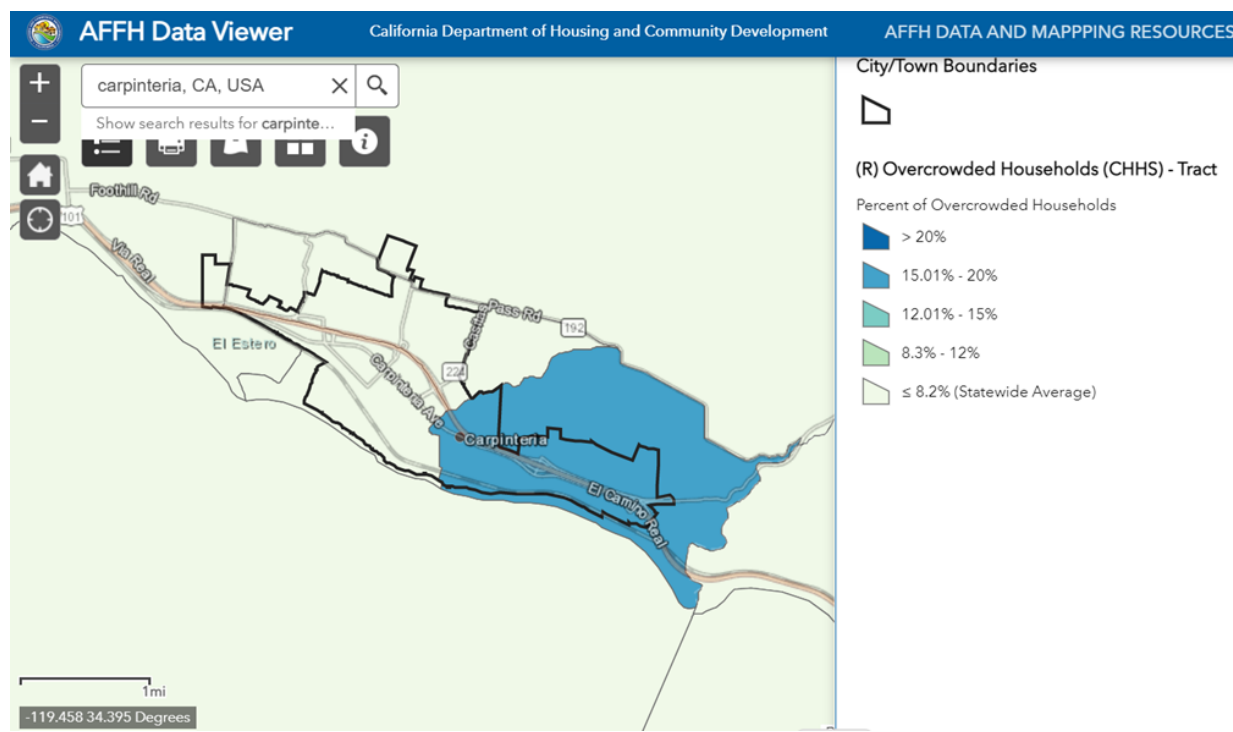 AFFH Data Viewer
California Department of Housing and Community Development
AFFH DATA AND MAPPPING RESOURCES
carpinteria, CA, USA
Show search results for carpinte...
Foothill Rd
101
Via Real
El Estero
Casitas Pass Rd
192
224
Carpinteria Ave
Carpinteria
El Camino Real
1mi
-119.458 34.395 Degrees
City/Town Boundaries
(R) Overcrowded Households (CHHS) - Tract
Percent of Overcrowded Households
> 20%
15.01% - 20%
12.01% - 15%
8.3% - 12%
≤ 8.2% (Statewide Average)